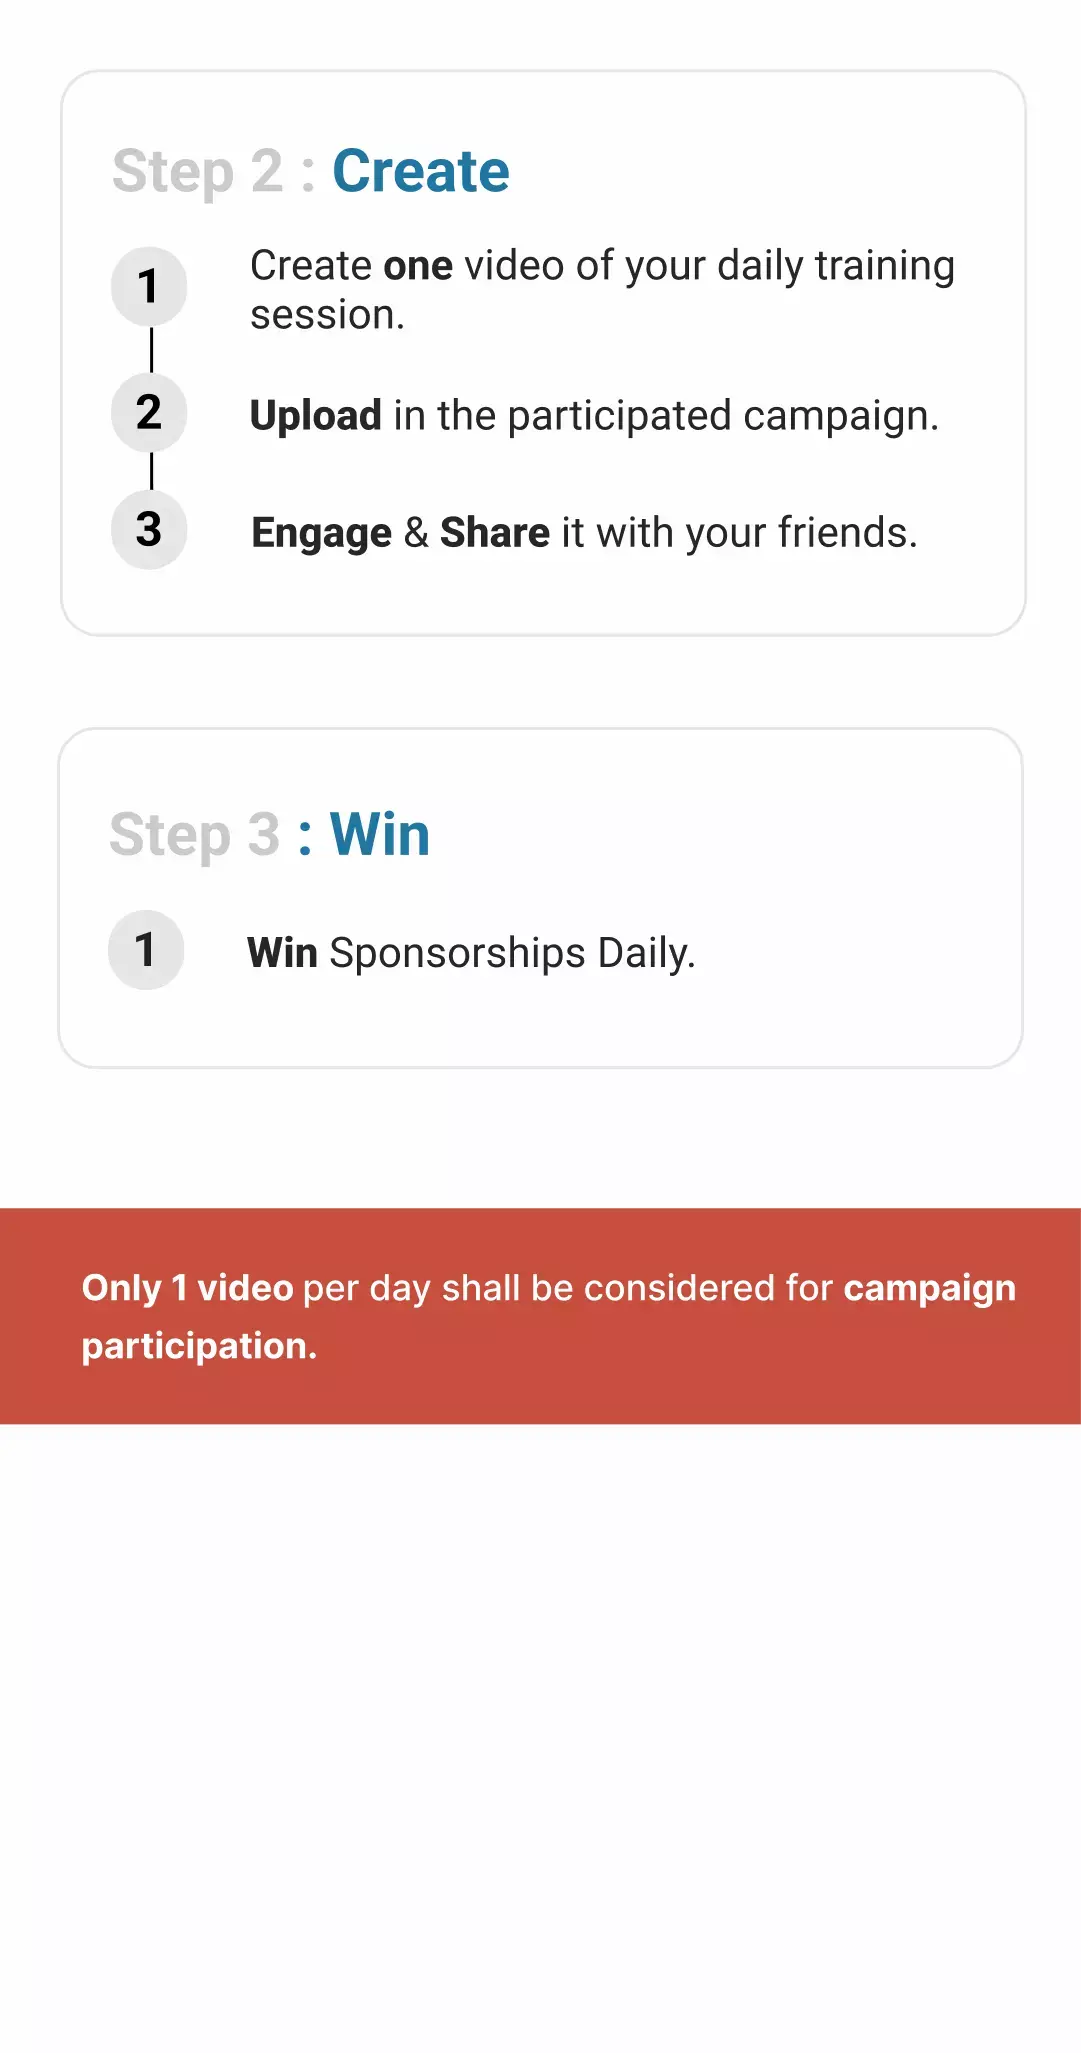 Step 2 : Create
1
Create one video of your daily training
session.
2
Upload in the participated campaign.
3
Engage & Share it with your friends.
Step 3 : Win
1
Win Sponsorships Daily.
Only 1 video per day shall be considered for campaign
participation.